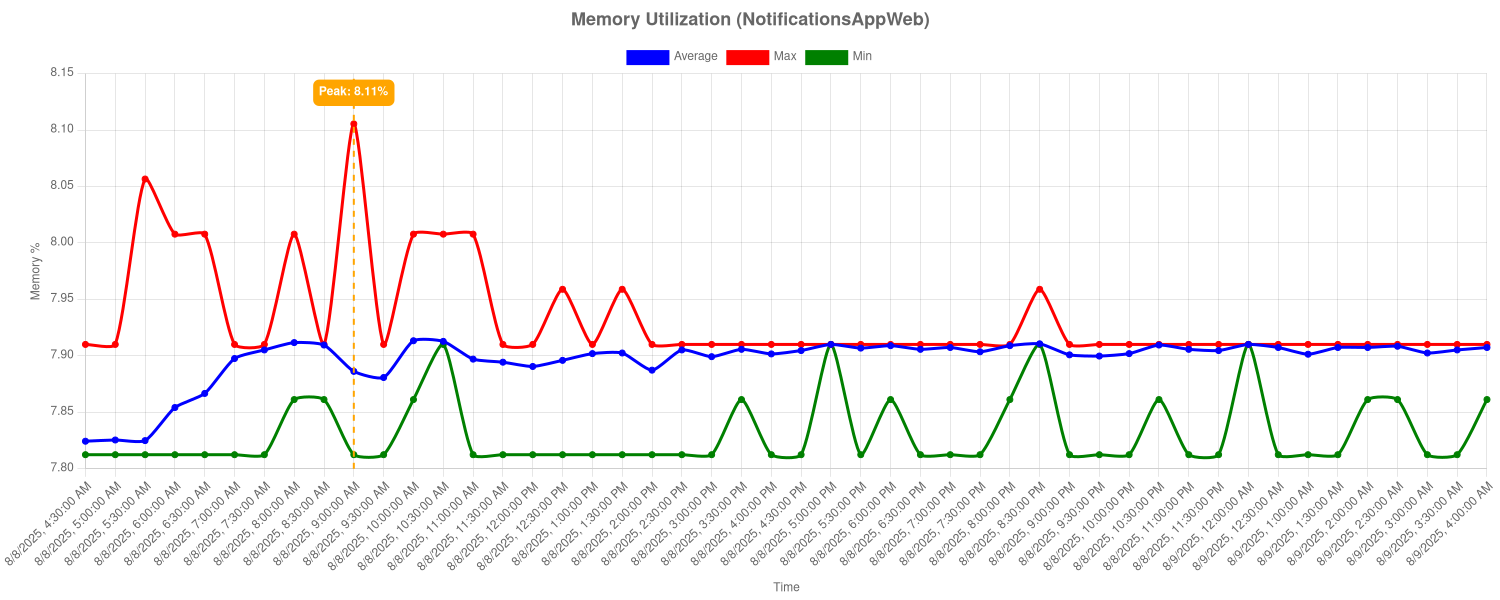 Memory Utilization (NotificationsAppWeb)
Average Max Min
8.15
Peak: 8.11%
8.10
8.05
8.00
Memory %
7.95
7.90
7.85
7.80
8/8/2025, 4:30:00 AM
8/8/2025, 5:00:00 AM
8/8/2025, 5:30:00 AM
8/8/2025, 6:00:00 AM
8/8/2025, 6:30:00 AM
8/8/2025, 7:00:00 AM
8/8/2025, 7:30:00 AM
8/8/2025, 8:00:00 AM
8/8/2025, 8:30:00 AM
8/8/2025, 9:00:00 AM
8/8/2025, 9:30:00 AM
8/8/2025, 10:00:00 AM
8/8/2025, 10:30:00 AM
8/8/2025, 11:00:00 AM
8/8/2025, 11:30:00 AM
8/8/2025, 12:00:00 PM
8/8/2025, 12:30:00 PM
8/8/2025, 1:00:00 PM
8/8/2025, 1:30:00 PM
8/8/2025, 2:00:00 PM
8/8/2025, 2:30:00 PM
8/8/2025, 3:00:00 PM
8/8/2025, 3:30:00 PM
8/8/2025, 4:00:00 PM
8/8/2025, 4:30:00 PM
8/8/2025, 5:00:00 PM
8/8/2025, 5:30:00 PM
8/8/2025, 6:00:00 PM
8/8/2025, 6:30:00 PM
8/8/2025, 7:00:00 PM
8/8/2025, 7:30:00 PM
8/8/2025, 8:00:00 PM
8/8/2025, 8:30:00 PM
8/8/2025, 9:00:00 PM
8/8/2025, 9:30:00 PM
8/8/2025, 10:00:00 PM
8/8/2025, 10:30:00 PM
8/8/2025, 11:00:00 PM
8/8/2025, 11:30:00 PM
8/9/2025, 12:00:00 AM
8/9/2025, 12:30:00 AM
8/9/2025, 1:00:00 AM
8/9/2025, 1:30:00 AM
8/9/2025, 2:00:00 AM
8/9/2025, 2:30:00 AM
8/9/2025, 3:00:00 AM
8/9/2025, 3:30:00 AM
8/9/2025, 4:00:00 AM
Time